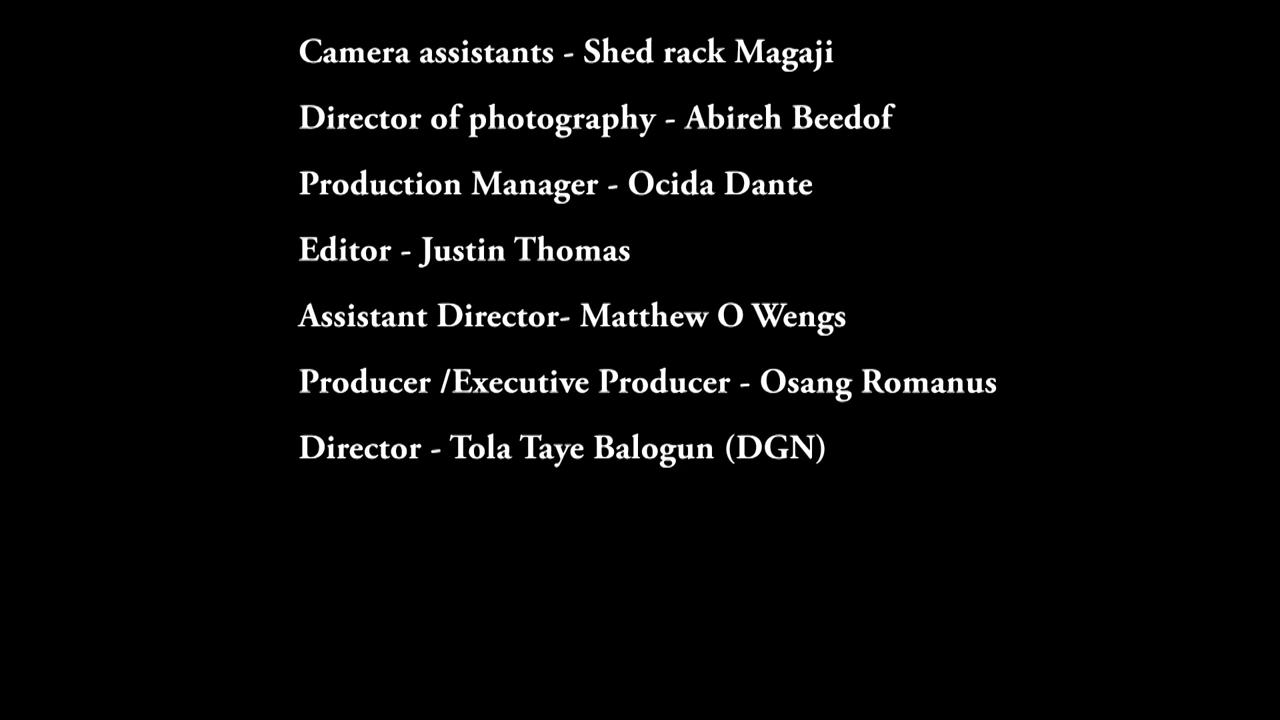 Camera assistants - Shed rack Magaji
Director of photography - Abireh Beedof
Production Manager - Ocida Dante
Editor - Justin Thomas
Assistant Director- Matthew O Wengs
Producer /Executive Producer - Osang Romanus
Director - Tola Taye Balogun (DGN)